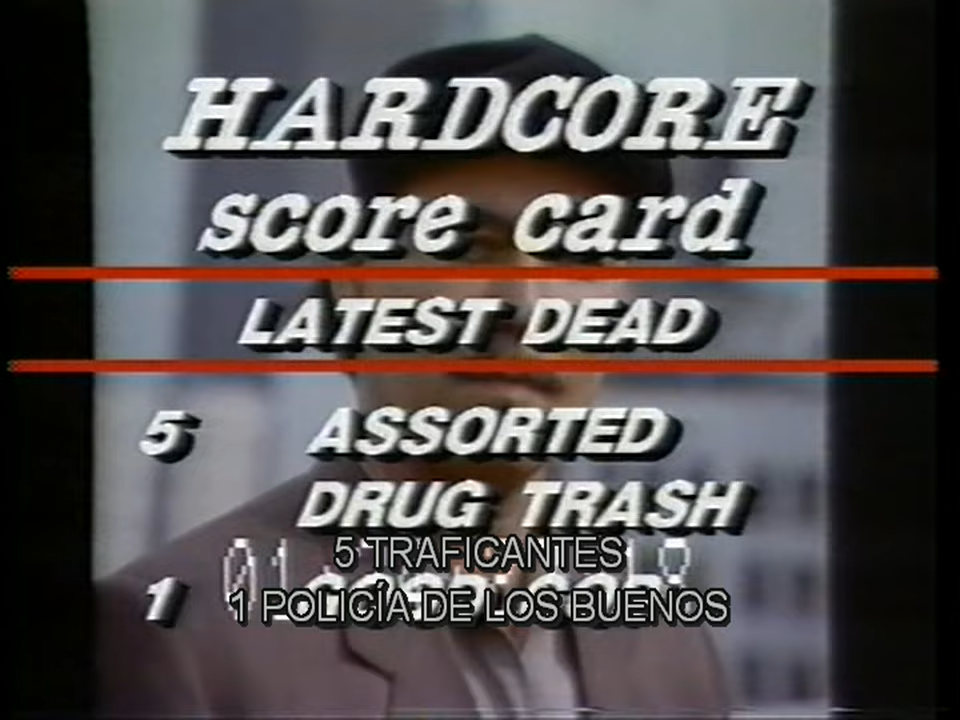 HARDCORE
score card
LATEST DEAD
5 ASSORTED
DRUG TRASH
5 TRAFICANTES
1
1 POLICÍA DE LOS BUENOS